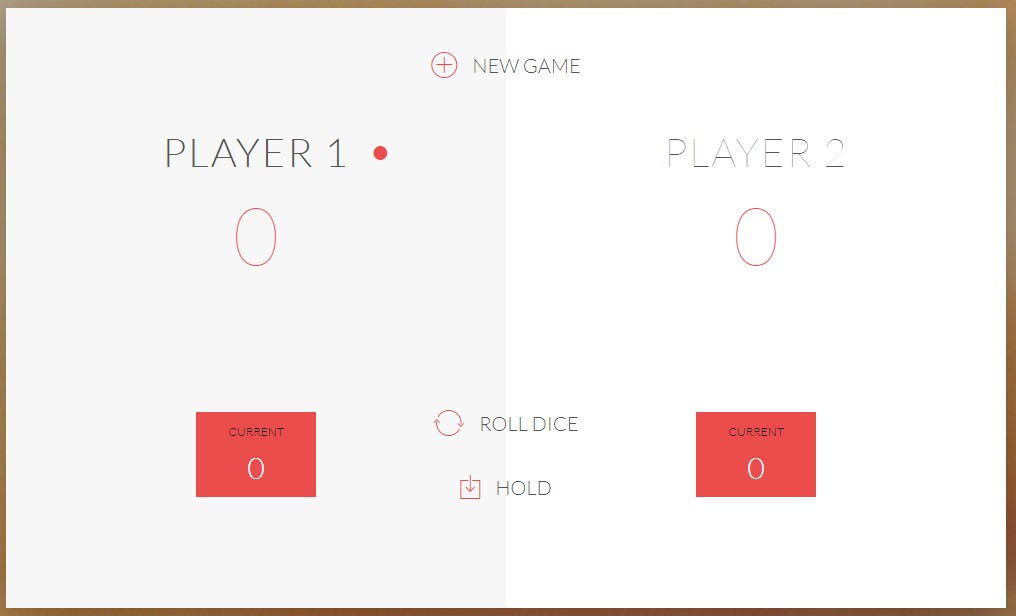 NEW GAME
PLAYER 1
PLAYER 2
0
0
CURRENT
0
ROLL DICE
HOLD
CURRENT
0